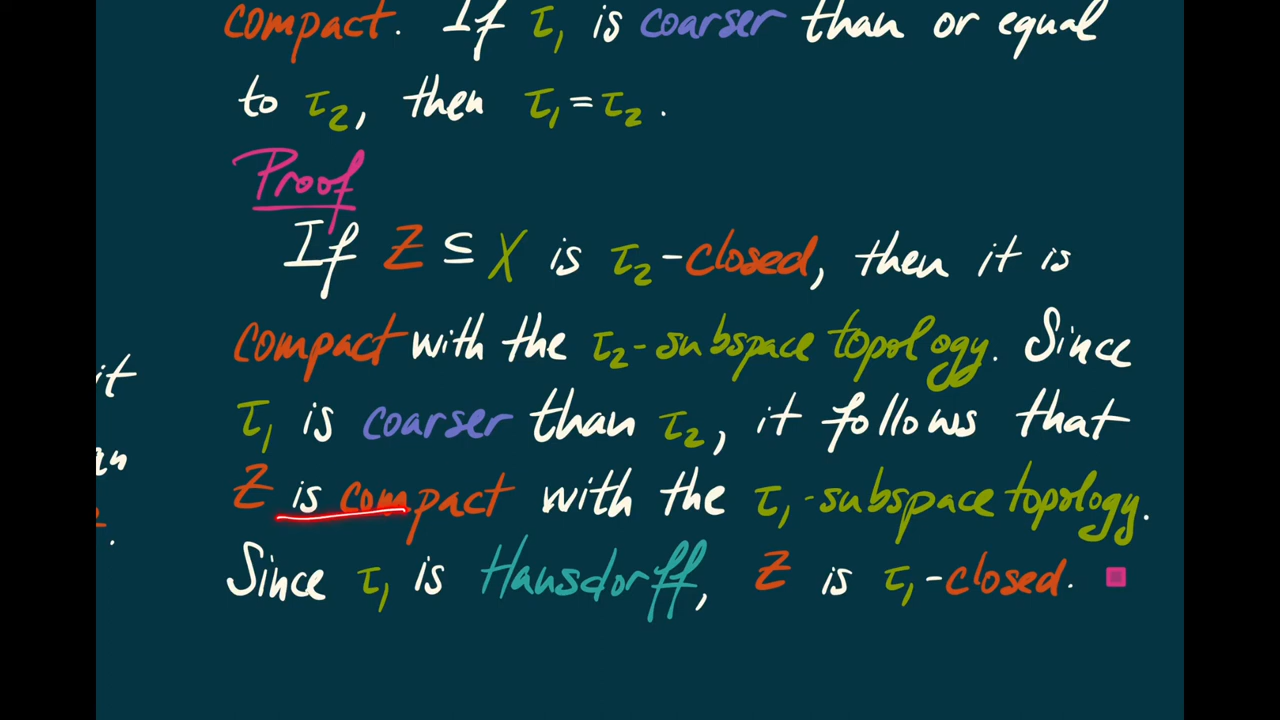 compact. If τ₁ is coarser than or equal
to τ₂, then τ₁ = τ₂.
Proof
If Z ⊆ X is τ₂-closed, then it is
compact with the τ₂-subspace topology. Since
τ₁ is coarser than τ₂, it follows that
Z is compact with the τ₁-subspace topology.
Since τ₁ is Hausdorff, Z is τ₁-closed.
it